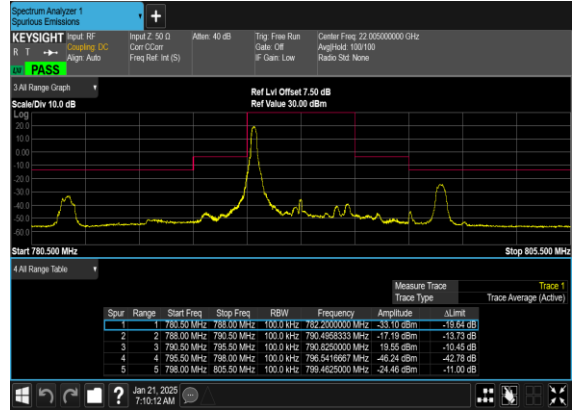 Spectrum Analyzer 1
Spurious Emissions
KEYSIGHT Input: RF Input Z: 50 Ω Atten: 40 dB Trig: Free Run Center Freq: 22.005000000 GHz
R T Coupling: DC Corr CCorr Gate: Off Avg|Hold: 100/100
Align: Auto Freq Ref: Int (S) IF Gain: Low Radio Std: None
PASS
3 All Range Graph
Ref Lvl Offset 7.50 dB
Scale/Div 10.0 dB Ref Value 30.00 dBm
Log
20.0
10.0
0.00
-10.0
-20.0
-30.0
-40.0
-50.0
-60.0
Start 780.500 MHz Stop 805.500 MHz
4 All Range Table
Measure Trace Trace 1
Trace Type Trace Average (Active)
Spur Range Start Freq Stop Freq RBW Frequency Amplitude ΔLimit
1 1 780.50 MHz 788.00 MHz 100.0 kHz 782.2000000 MHz -33.10 dBm -19.64 dB
2 2 788.00 MHz 790.50 MHz 100.0 kHz 790.4958333 MHz -17.19 dBm -13.73 dB
3 3 790.50 MHz 795.50 MHz 100.0 kHz 790.8250000 MHz 19.55 dBm -10.45 dB
4 4 795.50 MHz 798.00 MHz 100.0 kHz 796.5416667 MHz -46.24 dBm -42.78 dB
5 5 798.00 MHz 805.50 MHz 100.0 kHz 799.4625000 MHz -24.46 dBm -11.00 dB
Jan 21, 2025
7:10:12 AM